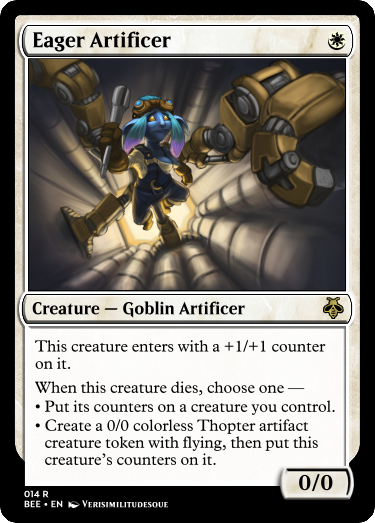 Eager Artificer
Creature — Goblin Artificer
This creature enters with a +1/+1 counter
on it.
When this creature dies, choose one —
• Put its counters on a creature you control.
• Create a 0/0 colorless Thopter artifact
creature token with flying, then put this
creature's counters on it.
0/0
014 R
BEE • EN Verisimilitudesque